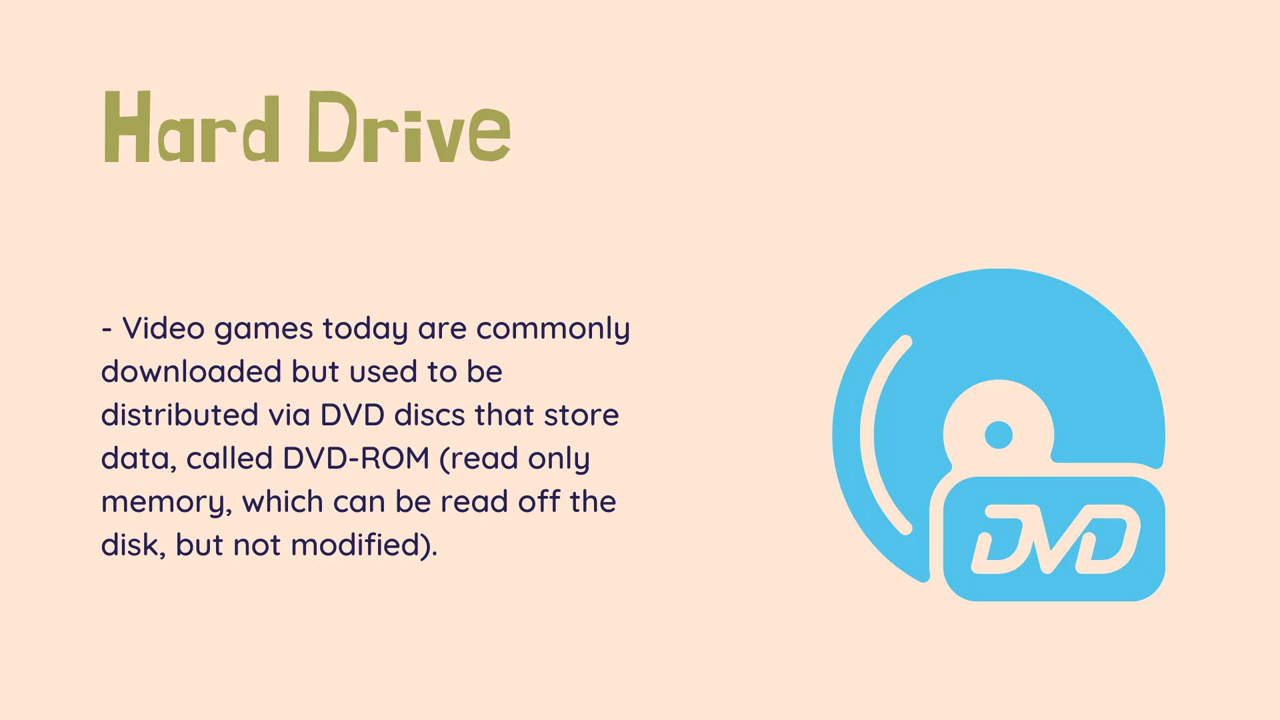 Hard Drive
- Video games today are commonly
downloaded but used to be
distributed via DVD discs that store
data, called DVD-ROM (read only
memory, which can be read off the
disk, but not modified).
DVD